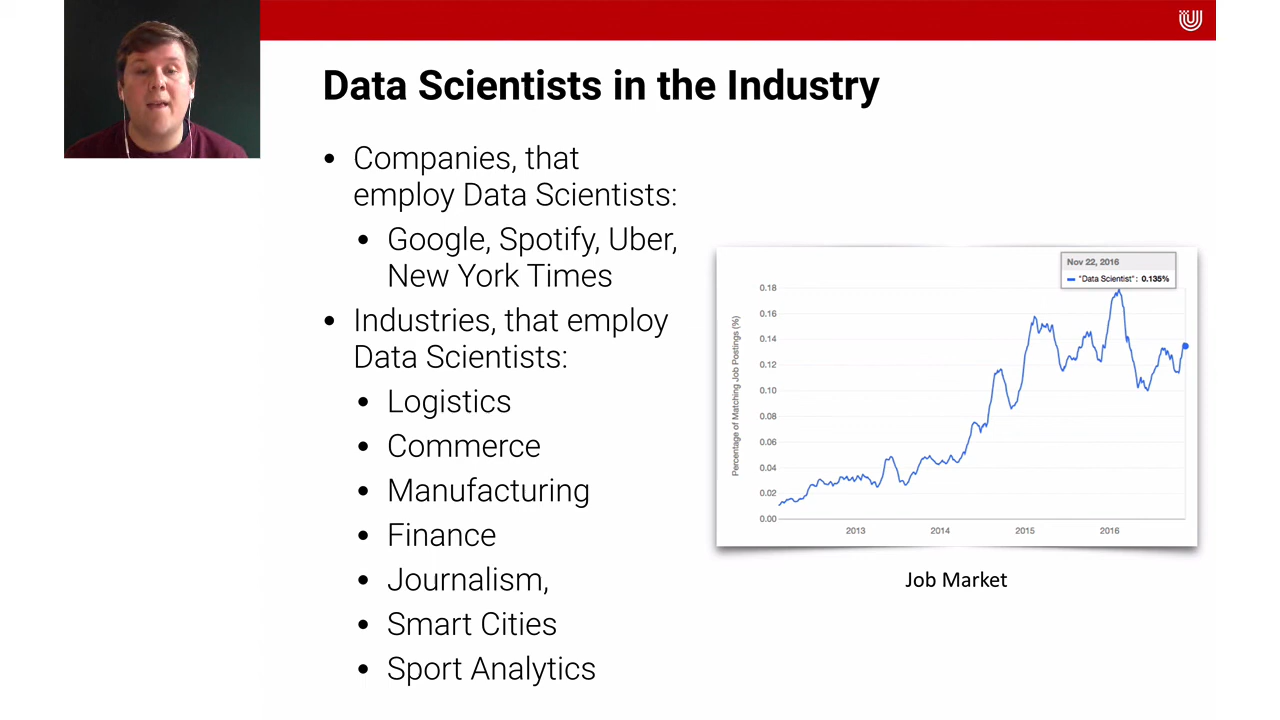 Data Scientists in the Industry
• Companies, that
employ Data Scientists:
• Google, Spotify, Uber,
New York Times
• Industries, that employ
Data Scientists:
• Logistics
• Commerce
• Manufacturing
• Finance
• Journalism,
• Smart Cities
• Sport Analytics
Nov 22, 2016
"Data Scientist": 0.135%
Percentage of Matching Job Postings (%)
0.18
0.16
0.14
0.12
0.10
0.08
0.06
0.04
0.02
0.00
2013 2014 2015 2016
Job Market